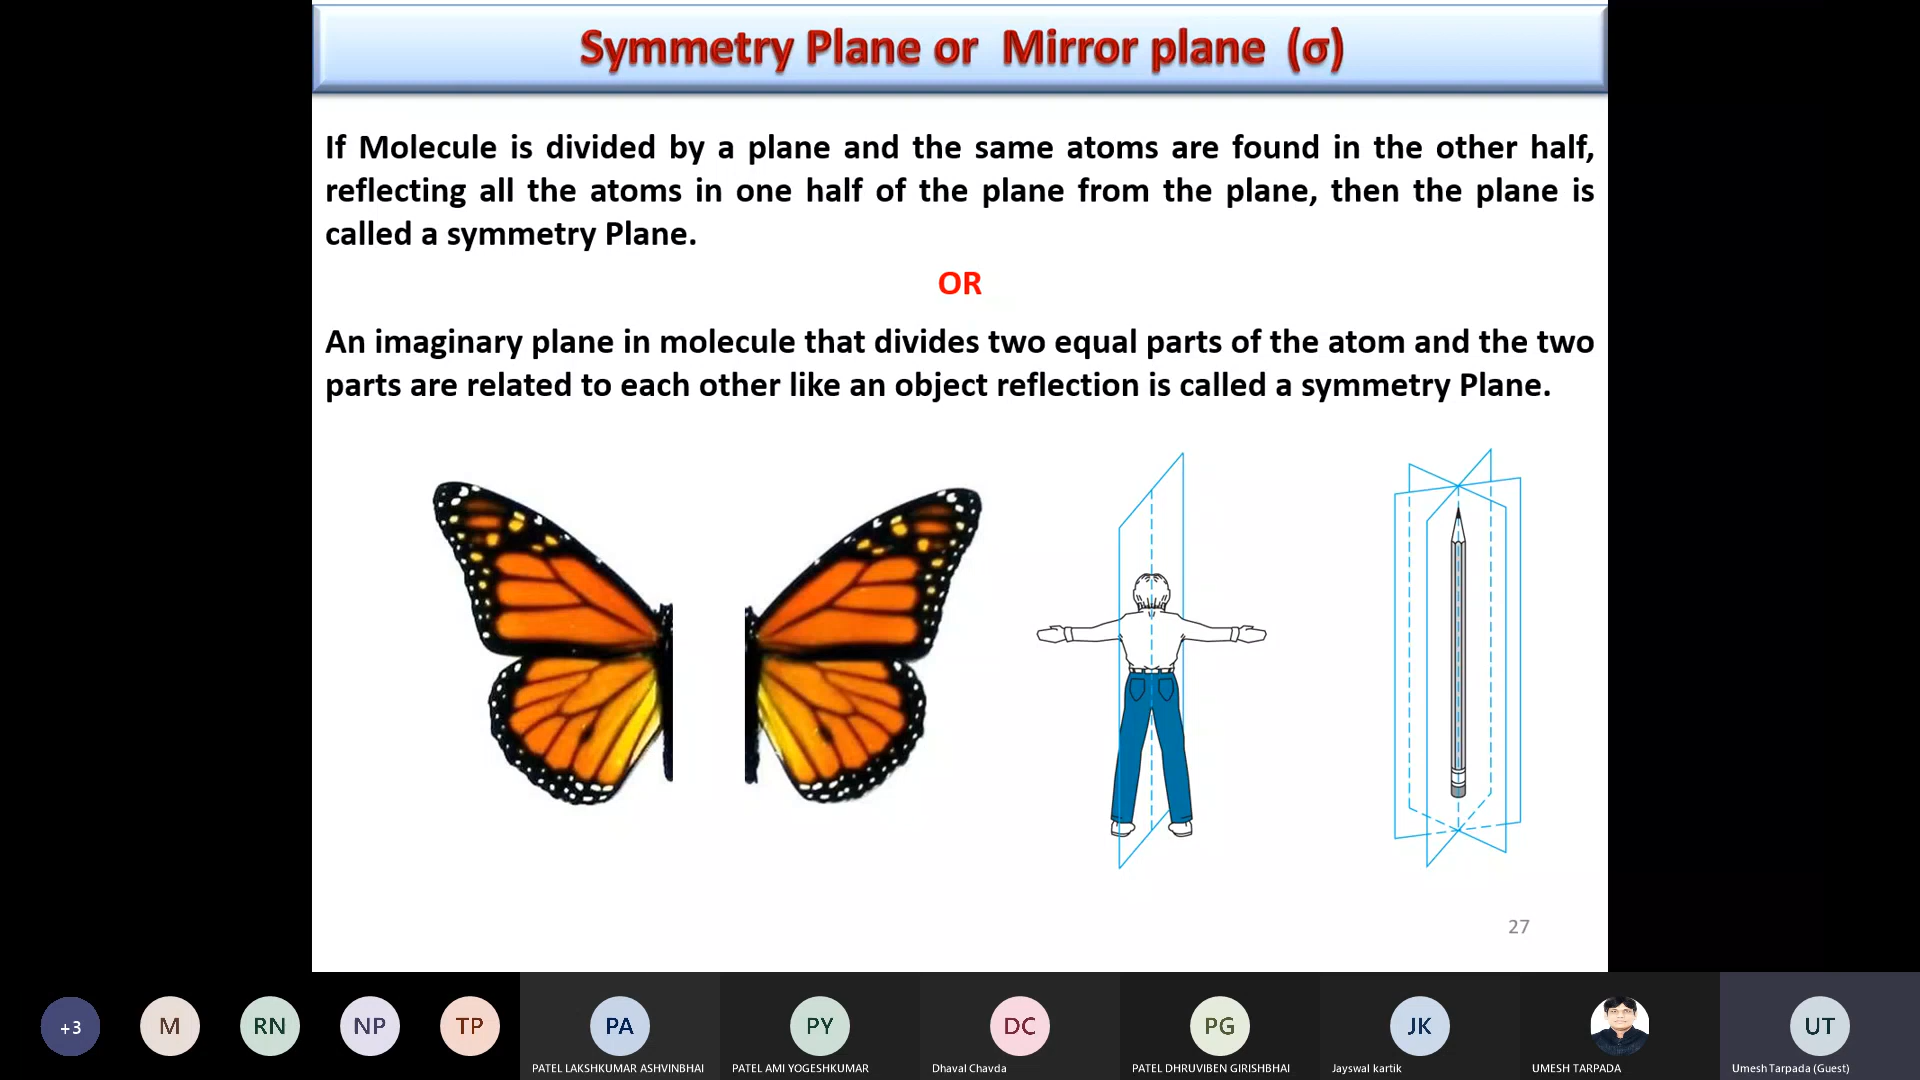 Symmetry Plane or Mirror plane (σ)
If Molecule is divided by a plane and the same atoms are found in the other half,
reflecting all the atoms in one half of the plane from the plane, then the plane is
called a symmetry Plane.
OR
An imaginary plane in molecule that divides two equal parts of the atom and the two
parts are related to each other like an object reflection is called a symmetry Plane.
27
+3
M
RN
NP
TP
PA
PY
DC
PG
JK
UT
PATEL LAKSHKUMAR ASHVINBHAI
PATEL AMI YOGESHKUMAR
Dhaval Chavda
PATEL DHRUVIBEN GIRISHBHAI
Jayswal kartik
UMESH TARPADA
Umesh Tarpada (Guest)